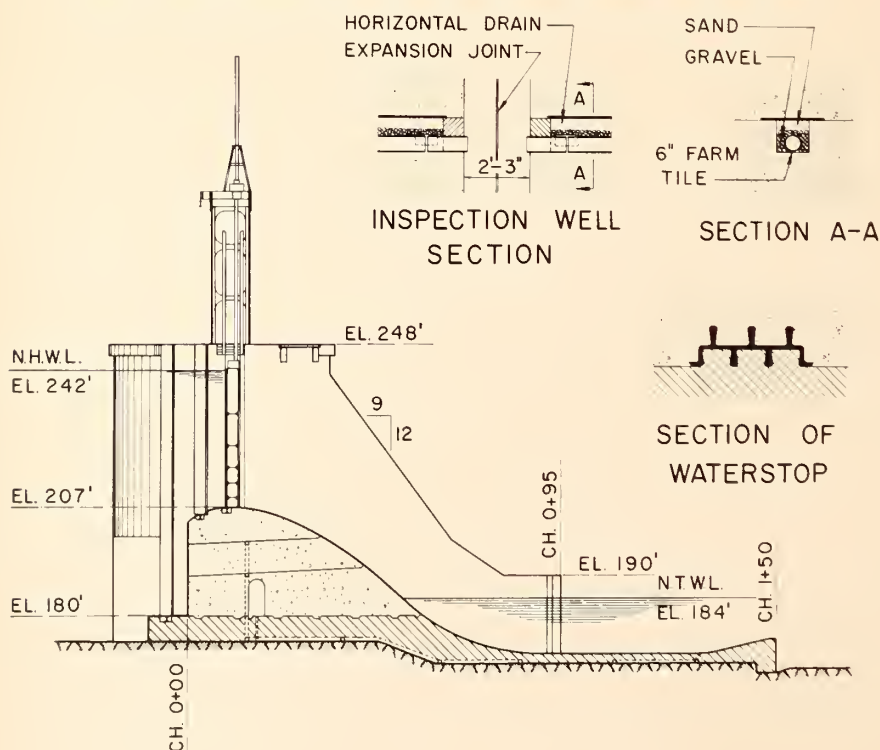 HORIZONTAL DRAIN
EXPANSION JOINT
A
A
2'-3"
INSPECTION WELL
SECTION
SAND
GRAVEL
6" FARM
TILE
SECTION A-A
N.H.W.L.
EL. 242'
EL. 248'
9
12
EL. 207'
EL. 180'
CH. 0+00
SECTION OF
WATERSTOP
CH. 0+95
EL. 190'
N.T.W.L.
EL. 184'
CH. 1+50